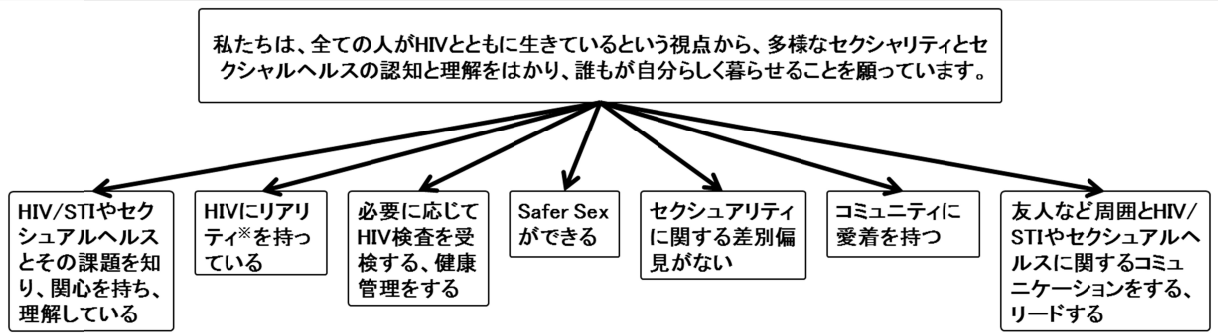 私たちは、全ての人がHIVとともに生きているという視点から、多様なセクシャリティとセ
クシャルヘルスの認知と理解をはかり、誰もが自分らしく暮らせることを願っています。
HIV/STIやセク
シュアルヘルス
とその課題を知
り、関心を持ち、
理解している
HIVにリアリ
ティ※を持っ
ている
必要に応じて
HIV検査を受
検する、健康
管理をする
Safer Sex
ができる
セクシュアリティ
に関する差別偏
見がない
コミュニティに
愛着を持つ
友人など周囲とHIV/
STIやセクシュアルヘ
ルスに関するコミュ
ニケーションをする、
リードする